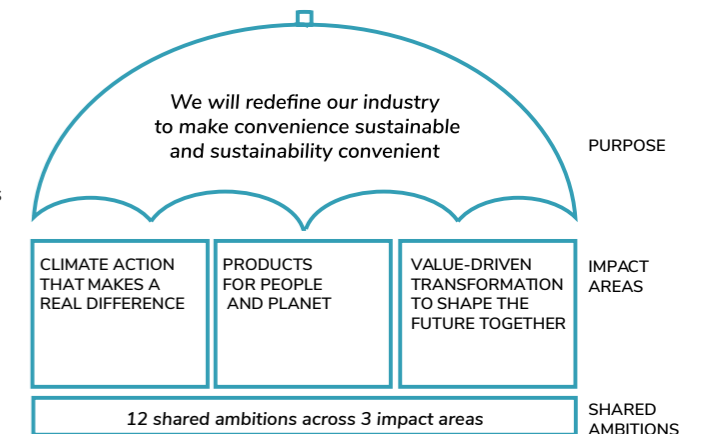 We will redefine our industry
to make convenience sustainable
and sustainability convenient
PURPOSE
CLIMATE ACTION
THAT MAKES A
REAL DIFFERENCE
PRODUCTS
FOR PEOPLE
AND PLANET
VALUE-DRIVEN
TRANSFORMATION
TO SHAPE THE
FUTURE TOGETHER
IMPACT
AREAS
12 shared ambitions across 3 impact areas
SHARED
AMBITIONS